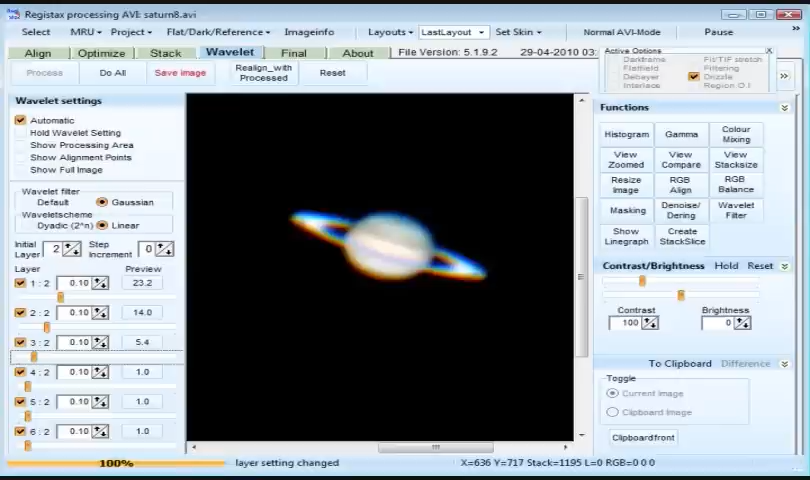 Registax processing AVI: saturn8.avi
Select MRU Project Flat/Dark/Reference Imageinfo Layouts LastLayout Set Skin Normal AVI-Mode Pause
Align Optimize Stack Wavelet Final About File Version: 5.1.9.2 29-04-2010 03:
Active Options
Darkframe Fit/TIF stretch
Flatfield Filtering
Debayer Drizzle
Interlace Region O.I
Process Do All Save image Realign_with Processed Reset
Wavelet settings
Automatic
Hold Wavelet Setting
Show Processing Area
Show Alignment Points
Show Full Image
Wavelet filter
Default Gaussian
Waveletscheme
Dyadic (2^n) Linear
Initial Layer 2 Step Increment 0
Layer Preview
1 : 2 0.10 23.2
2 : 2 0.10 14.0
3 : 2 0.10 5.4
4 : 2 0.10 1.0
5 : 2 0.10 1.0
6 : 2 0.10 1.0
Functions
Histogram Gamma Colour Mixing
View Zoomed View Compare View Stacksize
Resize Image RGB Align RGB Balance
Masking Denoise/ Dering Wavelet Filter
Show Linegraph Create StackSlice
Contrast/Brightness Hold Reset
Contrast Brightness
100 0
To Clipboard Difference
Toggle
Current Image
Clipboard Image
Clipboardfront
100% layer setting changed X=636 Y=717 Stack=1195 L=0 RGB=0 0 0